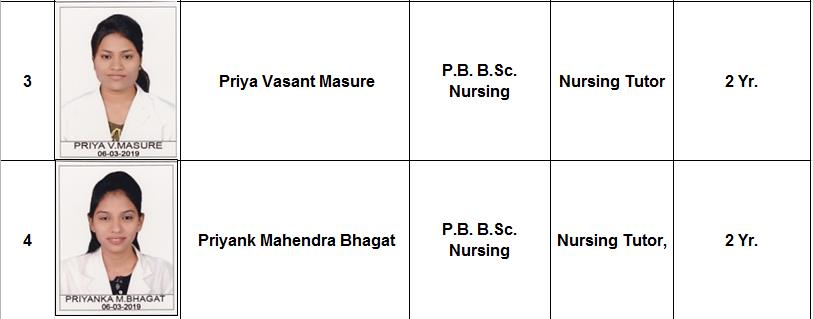 3
PRIYA V.MASURE
06-03-2019
Priya Vasant Masure
P.B. B.Sc.
Nursing
Nursing Tutor
2 Yr.
4
PRIYANKA M.BHAGAT
06-03-2019
Priyank Mahendra Bhagat
P.B. B.Sc.
Nursing
Nursing Tutor,
2 Yr.